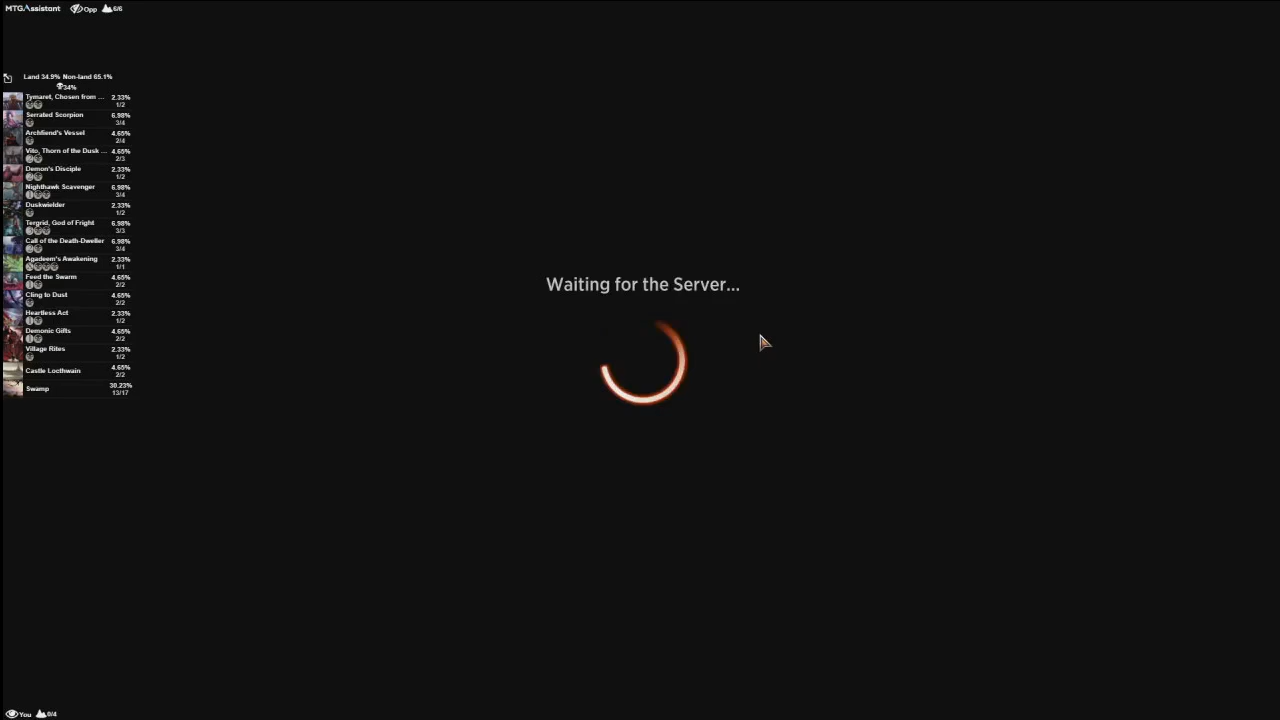 MTGAssistant Opp 6/6
Land 34.9% Non-land 65.1%
34%
Tymaret, Chosen from ... 2.33%
1/2
Serrated Scorpion 6.98%
3/4
Archfiend's Vessel 4.65%
2/4
Vito, Thorn of the Dusk ... 4.65%
2/3
Demon's Disciple 2.33%
1/2
Nighthawk Scavenger 6.98%
3/4
Duskwielder 2.33%
1/2
Tergrid, God of Fright 6.98%
3/3
Call of the Death-Dweller 6.98%
3/4
Agadeem's Awakening 2.33%
1/1
Feed the Swarm 4.65%
2/2
Cling to Dust 4.65%
2/2
Heartless Act 2.33%
1/2
Demonic Gifts 4.65%
2/2
Village Rites 2.33%
1/2
Castle Locthwain 4.65%
2/2
Swamp 30.23%
13/17
Waiting for the Server...
You 0/4